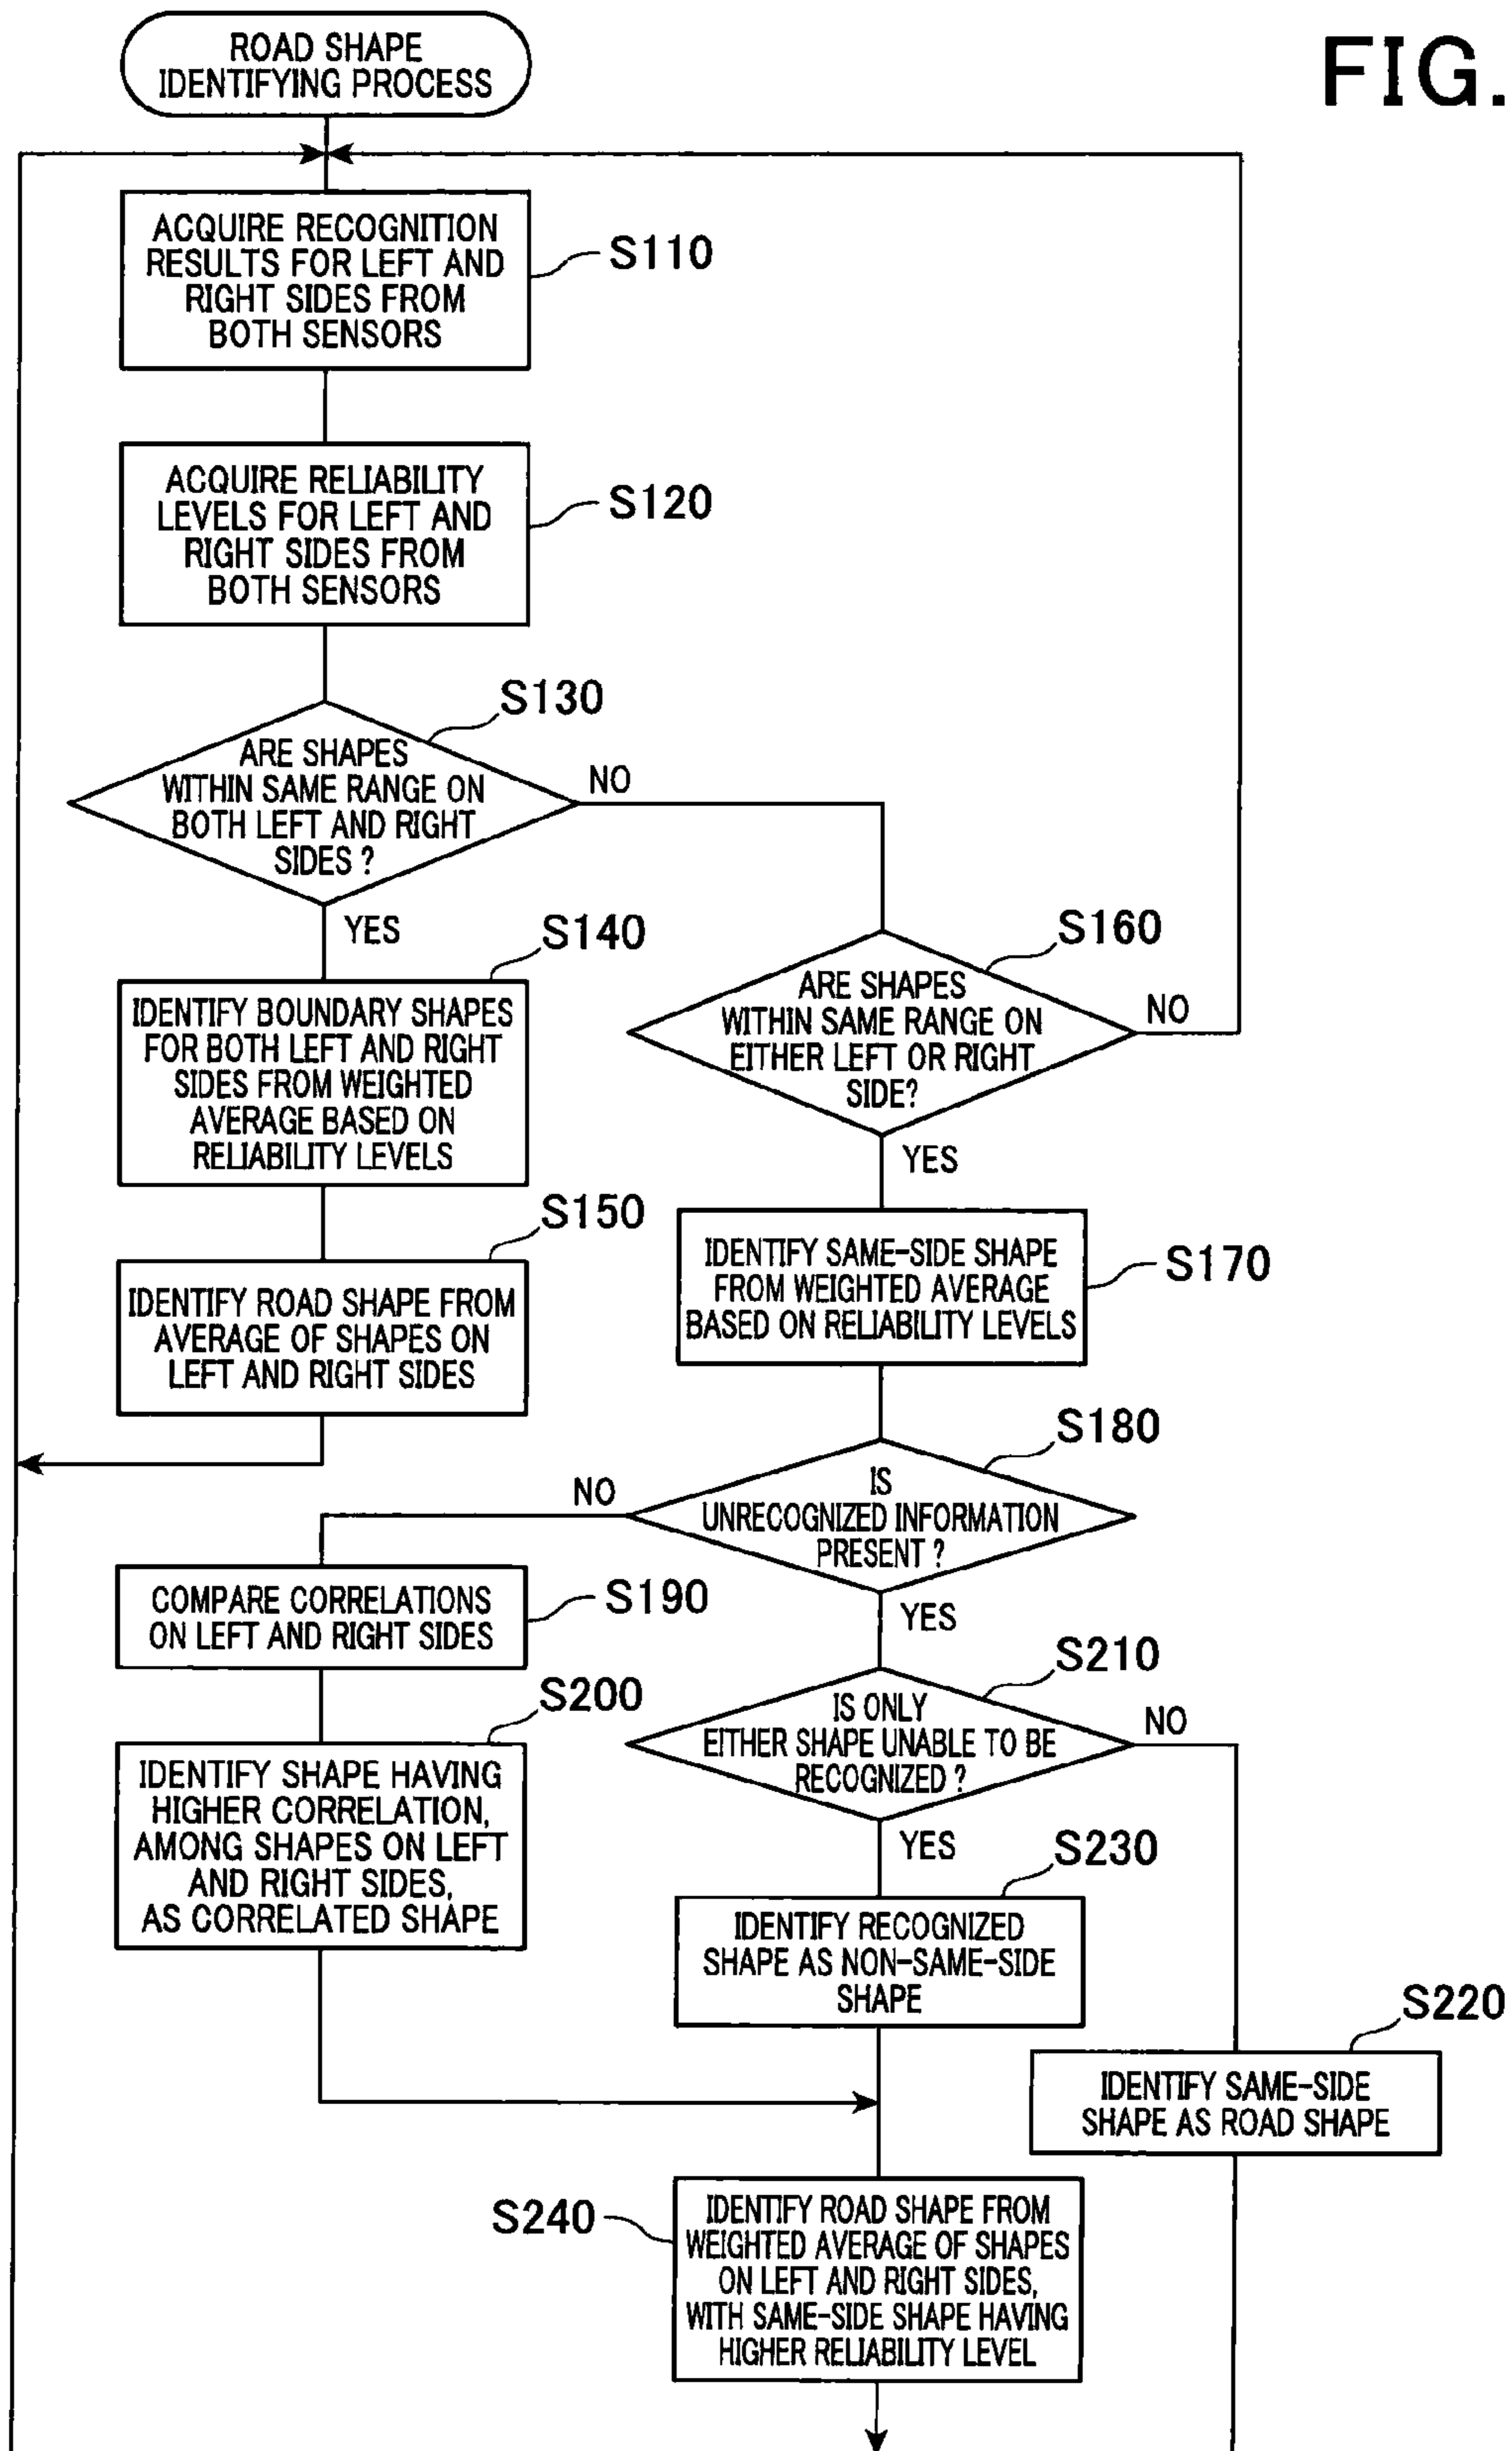 ROAD SHAPE
IDENTIFYING PROCESS
FIG.
ACQUIRE RECOGNITION
RESULTS FOR LEFT AND
RIGHT SIDES FROM
BOTH SENSORS
S110
ACQUIRE RELIABILITY
LEVELS FOR LEFT AND
RIGHT SIDES FROM
BOTH SENSORS
S120
S130
ARE SHAPES
WITHIN SAME RANGE ON
BOTH LEFT AND RIGHT
SIDES ?
NO
YES
S140
IDENTIFY BOUNDARY SHAPES
FOR BOTH LEFT AND RIGHT
SIDES FROM WEIGHTED
AVERAGE BASED ON
RELIABILITY LEVELS
S160
ARE SHAPES
WITHIN SAME RANGE ON
EITHER LEFT OR RIGHT
SIDE?
NO
YES
S150
IDENTIFY ROAD SHAPE FROM
AVERAGE OF SHAPES ON
LEFT AND RIGHT SIDES
IDENTIFY SAME-SIDE SHAPE
FROM WEIGHTED AVERAGE
BASED ON RELIABILITY LEVELS
S170
S180
IS
UNRECOGNIZED INFORMATION
PRESENT ?
NO
YES
COMPARE CORRELATIONS
ON LEFT AND RIGHT SIDES
S190
S210
IS ONLY
EITHER SHAPE UNABLE TO BE
RECOGNIZED ?
NO
YES
S200
IDENTIFY SHAPE HAVING
HIGHER CORRELATION,
AMONG SHAPES ON LEFT
AND RIGHT SIDES,
AS CORRELATED SHAPE
S230
IDENTIFY RECOGNIZED
SHAPE AS NON-SAME-SIDE
SHAPE
S220
IDENTIFY SAME-SIDE
SHAPE AS ROAD SHAPE
S240
IDENTIFY ROAD SHAPE FROM
WEIGHTED AVERAGE OF SHAPES
ON LEFT AND RIGHT SIDES,
WITH SAME-SIDE SHAPE HAVING
HIGHER RELIABILITY LEVEL